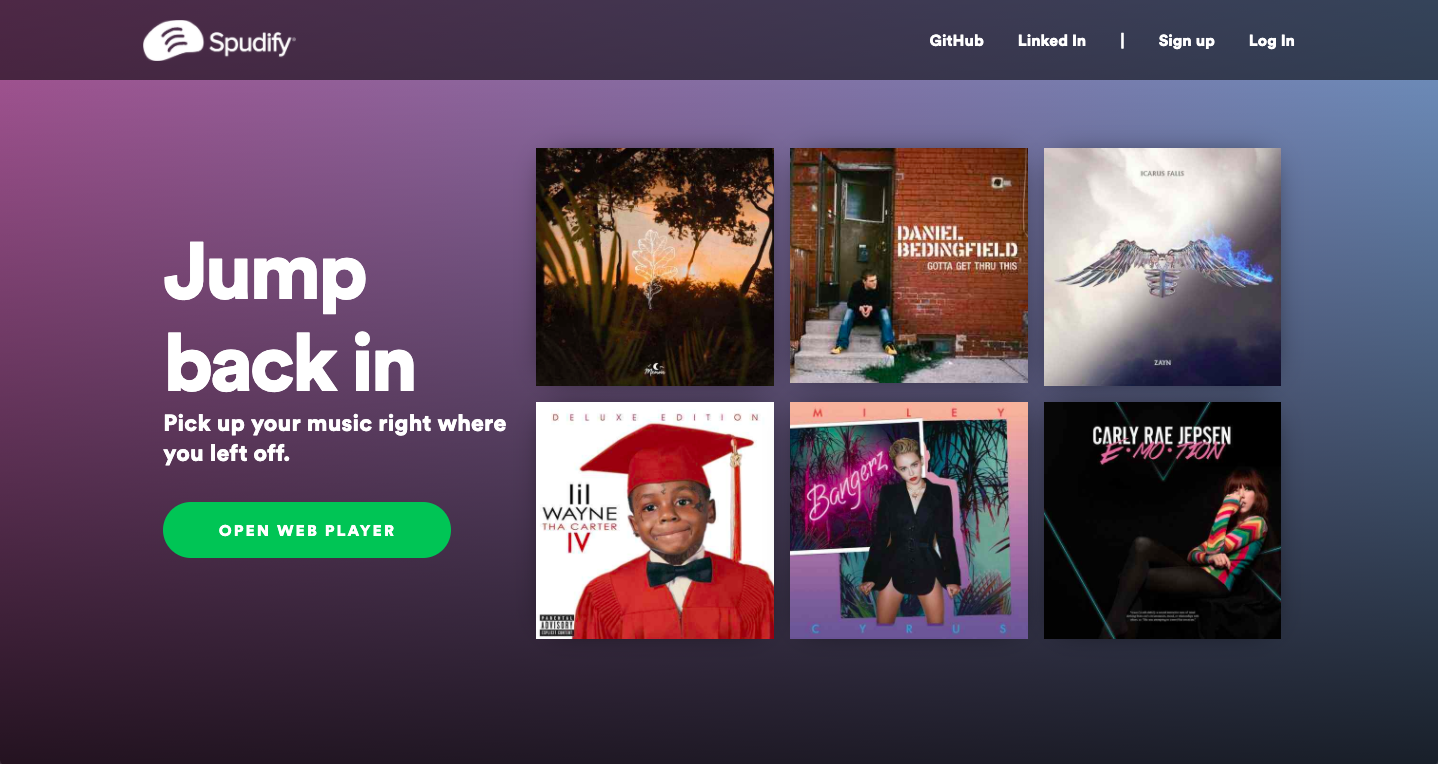 Spudify
GitHub
Linked In
|
Sign up
Log In
Jump
back in
Pick up your music right where
you left off.
OPEN WEB PLAYER
DANIEL
BEDINGFIELD
GOTTA GET THRU THIS
ICARUS FALLS
ZAYN
DELUXE EDITION
lil
WAYNE
THA CARTER
IV
PARENTAL
ADVISORY
EXPLICIT CONTENT
MILEY
Bangerz
CYRUS
CARLY RAE JEPSEN
E•MO•TION